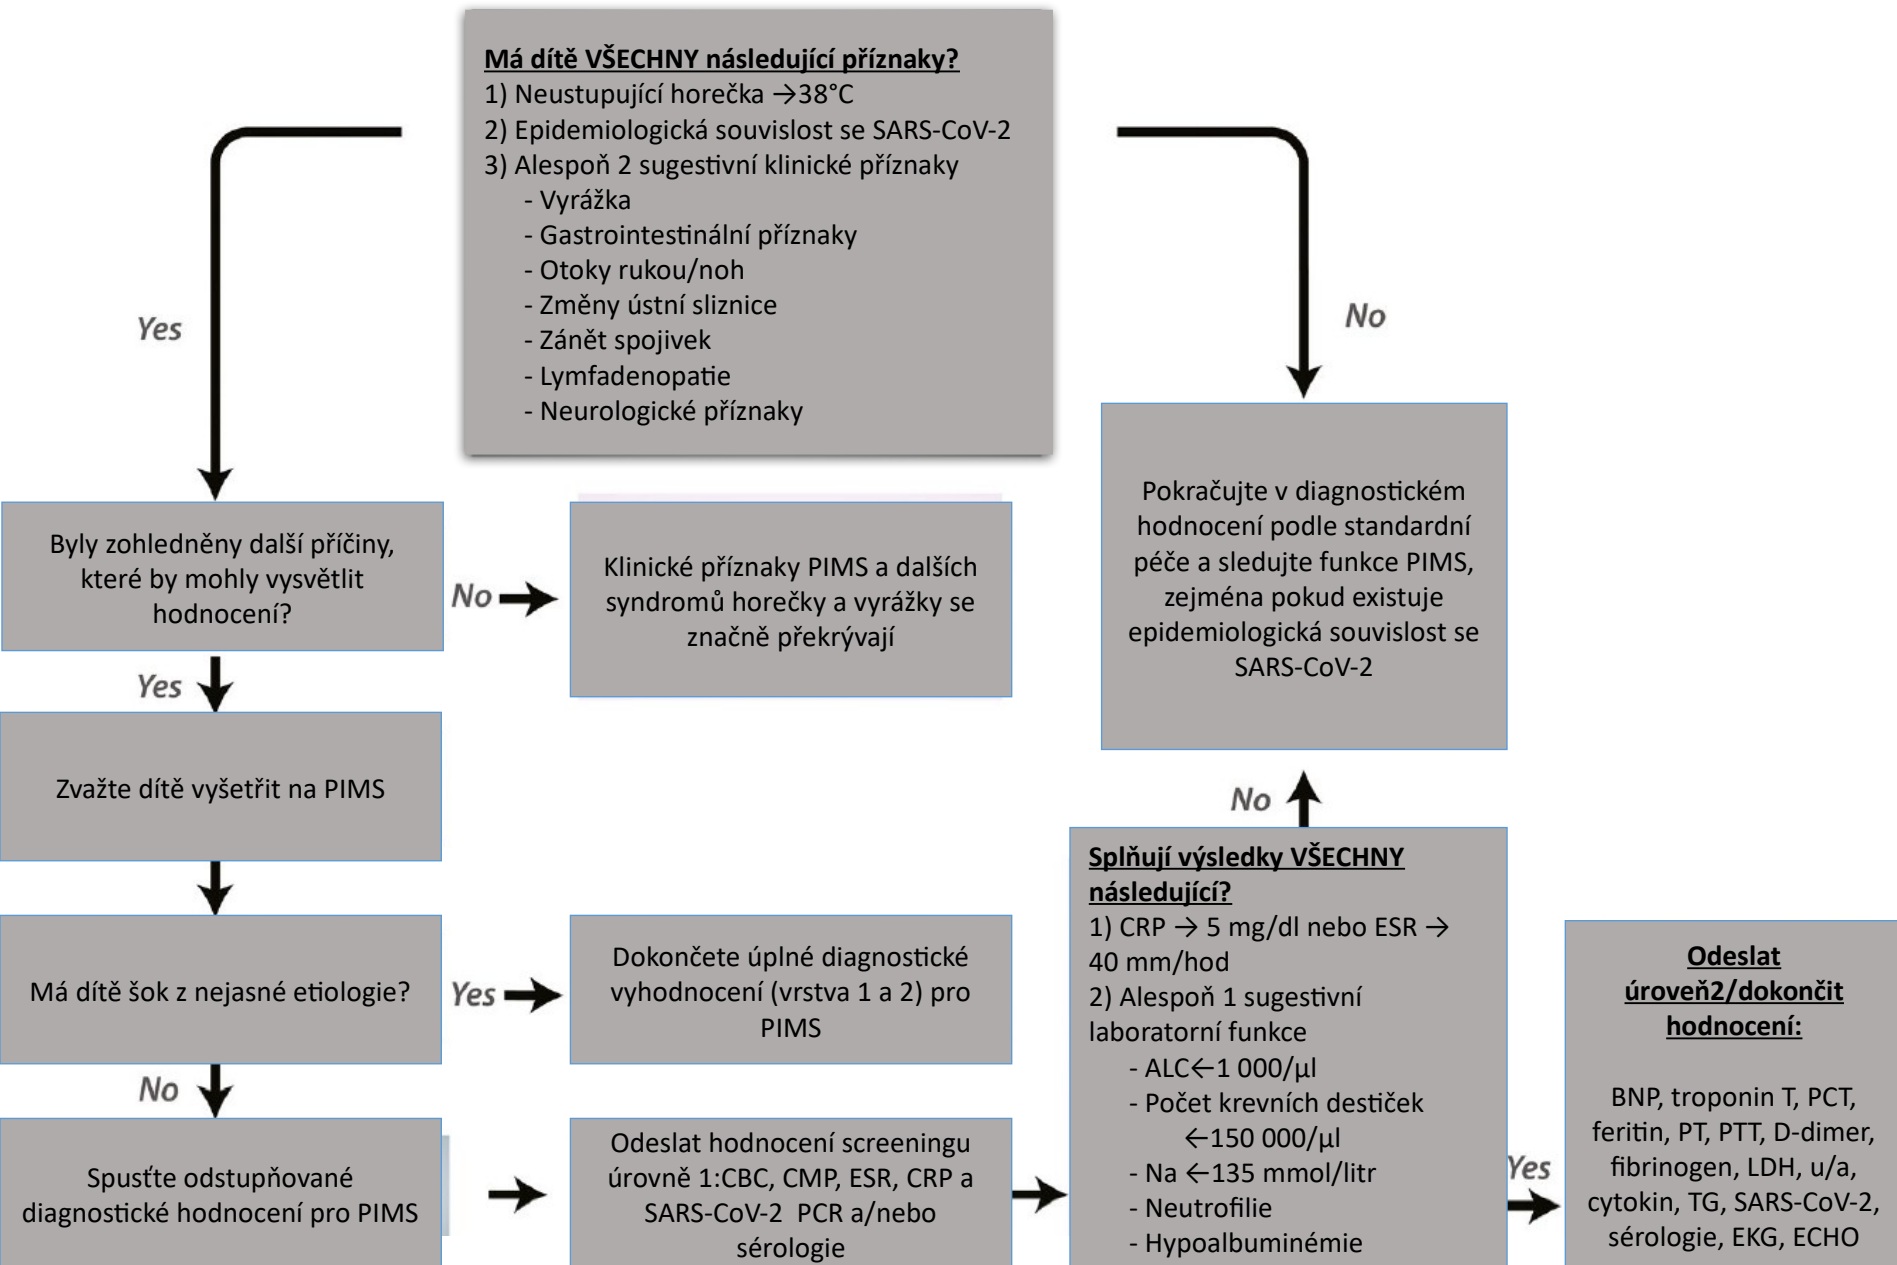 Má dítě VŠECHNY následující příznaky?
1) Neustupující horečka →38°C
2) Epidemiologická souvislost se SARS-CoV-2
3) Alespoň 2 sugestivní klinické příznaky
- Vyrážka
- Gastrointestinální příznaky
- Otoky rukou/noh
- Změny ústní sliznice
- Zánět spojivek
- Lymfadenopatie
- Neurologické příznaky
Yes
No
Byly zohledněny další příčiny,
které by mohly vysvětlit
hodnocení?
No
Klinické příznaky PIMS a dalších
syndromů horečky a vyrážky se
značně překrývají
Pokračujte v diagnostickém
hodnocení podle standardní
péče a sledujte funkce PIMS,
zejména pokud existuje
epidemiologická souvislost se
SARS-CoV-2
Yes
Zvažte dítě vyšetřit na PIMS
No
Má dítě šok z nejasné etiologie?
Yes
Dokončete úplné diagnostické
vyhodnocení (vrstva 1 a 2) pro
PIMS
No
Spusťte odstupňované
diagnostické hodnocení pro PIMS
Odeslat hodnocení screeningu
úrovně 1:CBC, CMP, ESR, CRP a
SARS-CoV-2 PCR a/nebo
sérologie
Splňují výsledky VŠECHNY
následující?
1) CRP → 5 mg/dl nebo ESR →
40 mm/hod
2) Alespoň 1 sugestivní
laboratorní funkce
- ALC←1 000/µl
- Počet krevních destiček
←150 000/µl
- Na ←135 mmol/litr
- Neutrofilie
- Hypoalbuminémie
Yes
Odeslat
úroveň2/dokončit
hodnocení:
BNP, troponin T, PCT,
feritin, PT, PTT, D-dimer,
fibrinogen, LDH, u/a,
cytokin, TG, SARS-CoV-2,
sérologie, EKG, ECHO